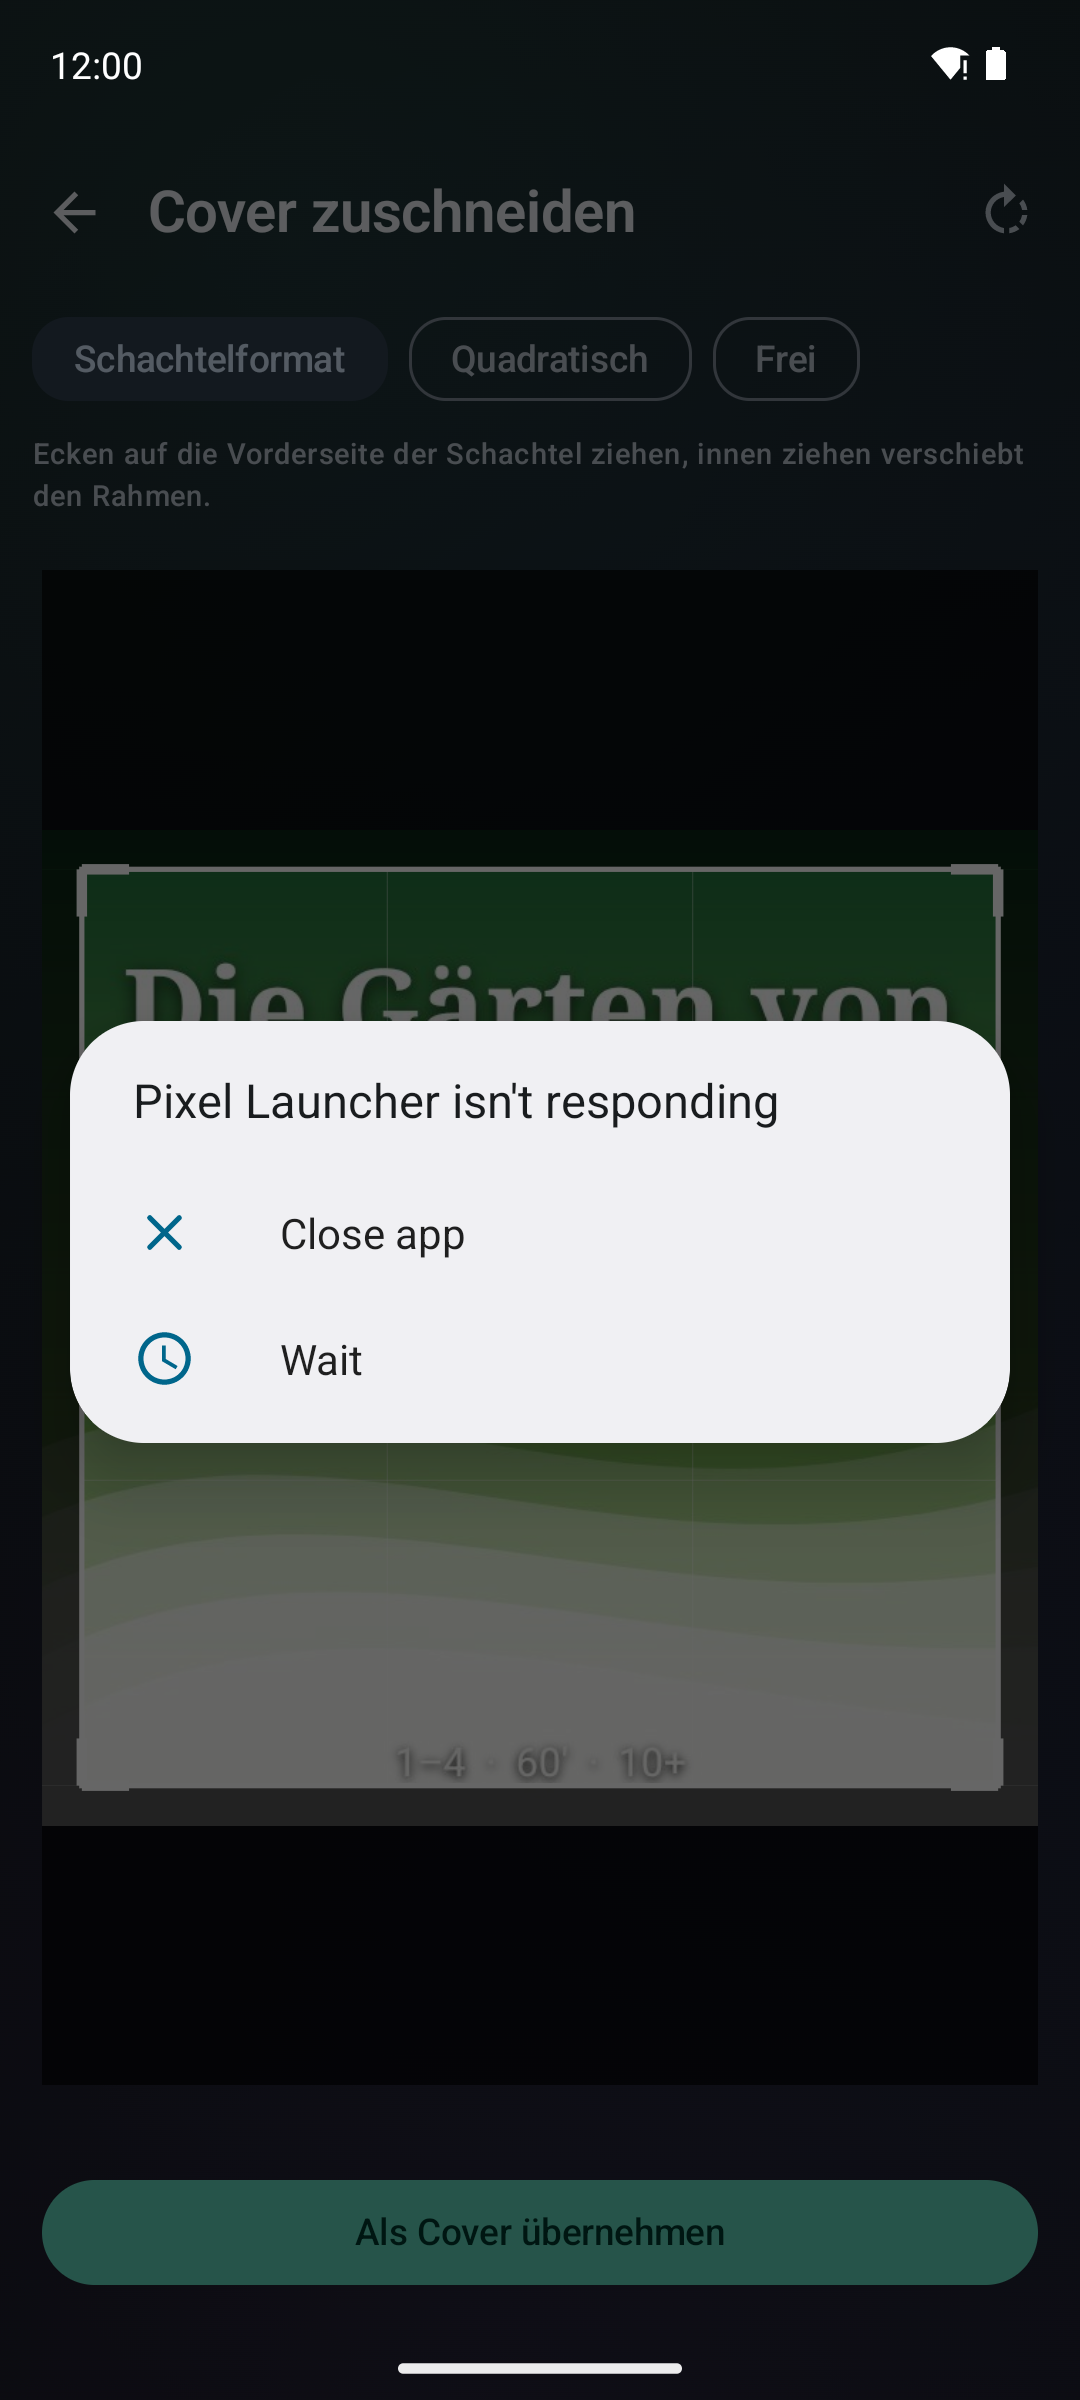 12:00
Cover zuschneiden
Schachtelformat
Quadratisch
Frei
Ecken auf die Vorderseite der Schachtel ziehen, innen ziehen verschiebt
den Rahmen.
Die Gärten von
Pixel Launcher isn't responding
Close app
Wait
1–4 · 60' · 10+
Als Cover übernehmen